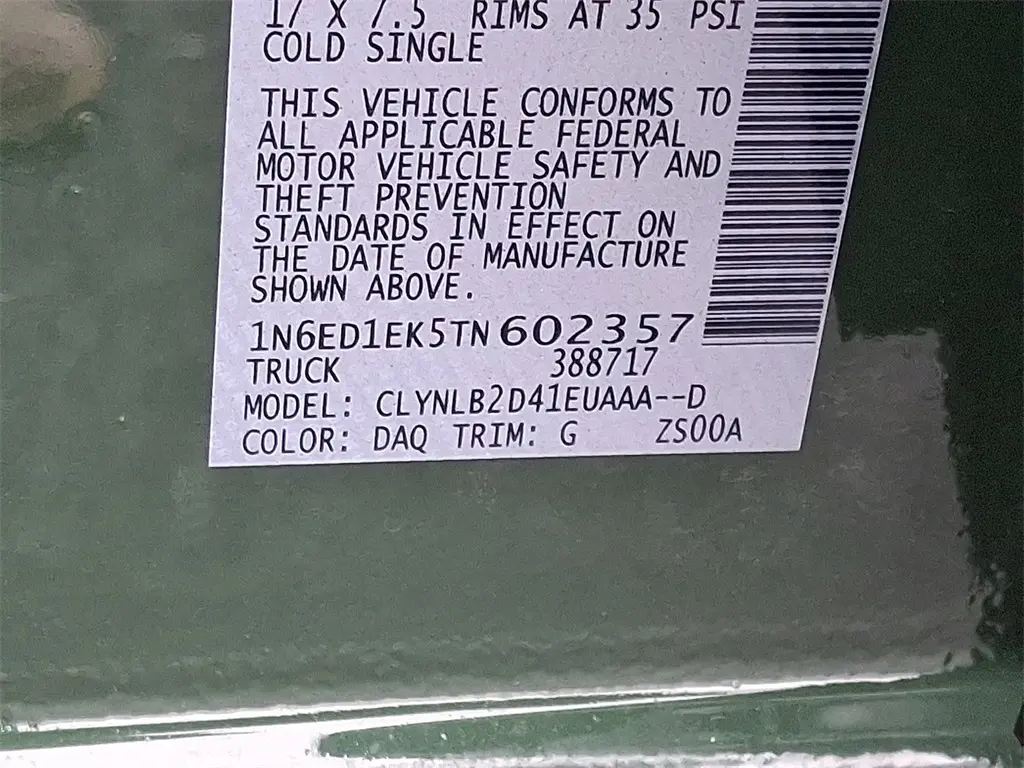 17 X 7.5 RIMS AT 35 PSI
COLD SINGLE
THIS VEHICLE CONFORMS TO
ALL APPLICABLE FEDERAL
MOTOR VEHICLE SAFETY AND
THEFT PREVENTION
STANDARDS IN EFFECT ON
THE DATE OF MANUFACTURE
SHOWN ABOVE.
1N6ED1EK5TN602357
TRUCK 388717
MODEL: CLYNLB2D41EUAAA--D
COLOR: DAQ TRIM: G ZS00A